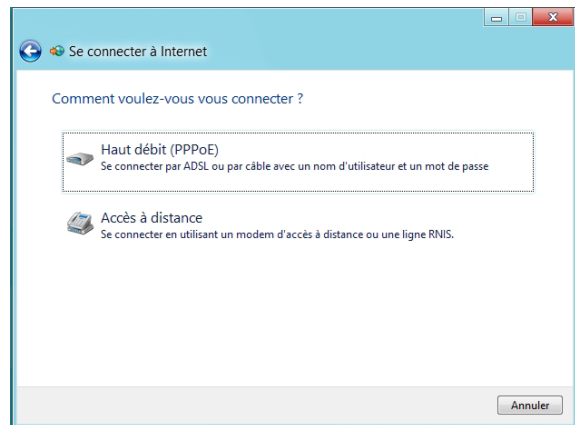 Se connecter à Internet
Comment voulez-vous vous connecter ?
Haut débit (PPPoE)
Se connecter par ADSL ou par câble avec un nom d'utilisateur et un mot de passe
Accès à distance
Se connecter en utilisant un modem d'accès à distance ou une ligne RNIS.
Annuler